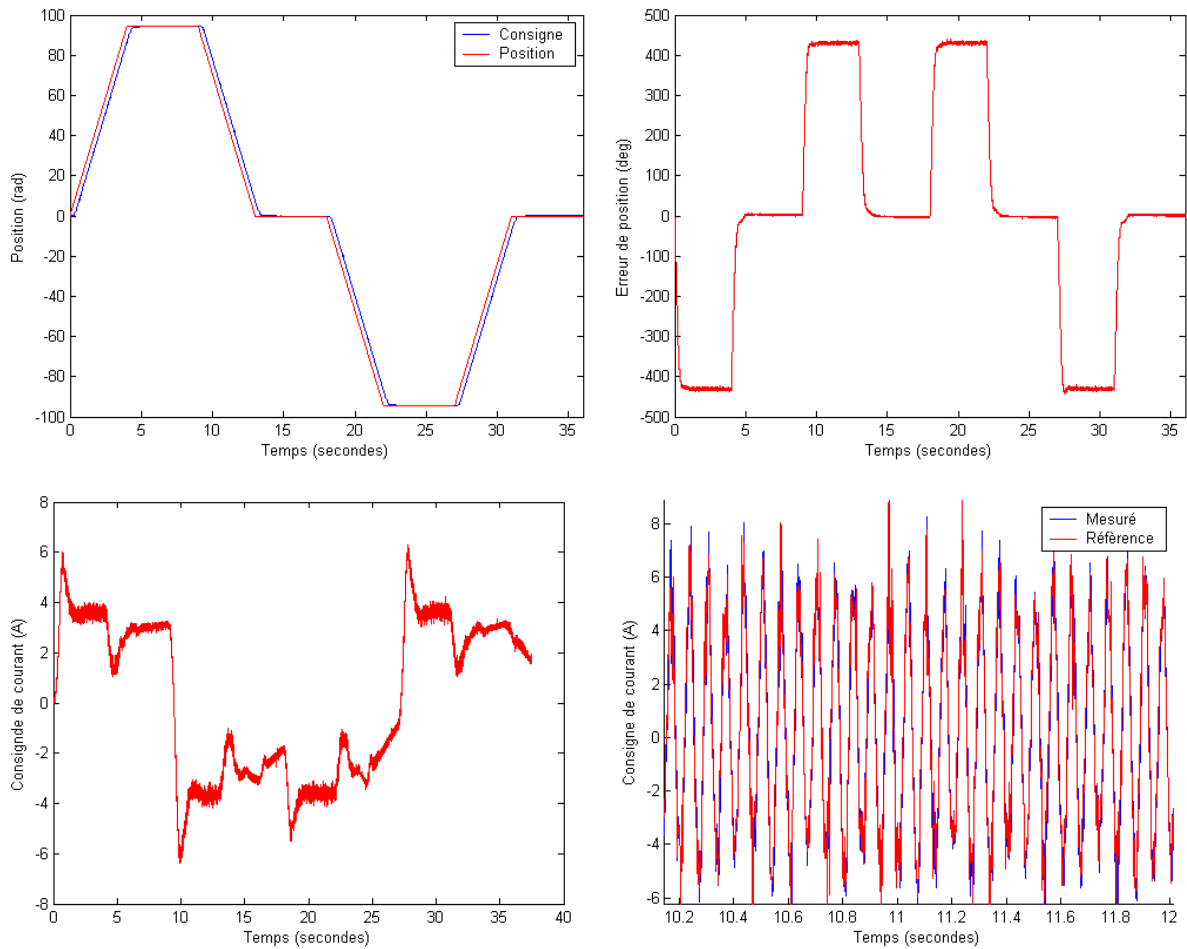 Consigne
Position
100
80
60
40
20
0
-20
-40
-60
-80
-100
Position (rad)
0 5 10 15 20 25 30 35
Temps (secondes)
500
400
300
200
100
0
-100
-200
-300
-400
-500
Erreur de position (deg)
0 5 10 15 20 25 30 35
Temps (secondes)
8
6
4
2
0
-2
-4
-6
-8
Consignde de courant (A)
0 5 10 15 20 25 30 35 40
Temps (secondes)
Mesuré
Réfèrence
8
6
4
2
0
-2
-4
-6
Consigne de courant (A)
10.2 10.4 10.6 10.8 11 11.2 11.4 11.6 11.8 12
Temps (secondes)